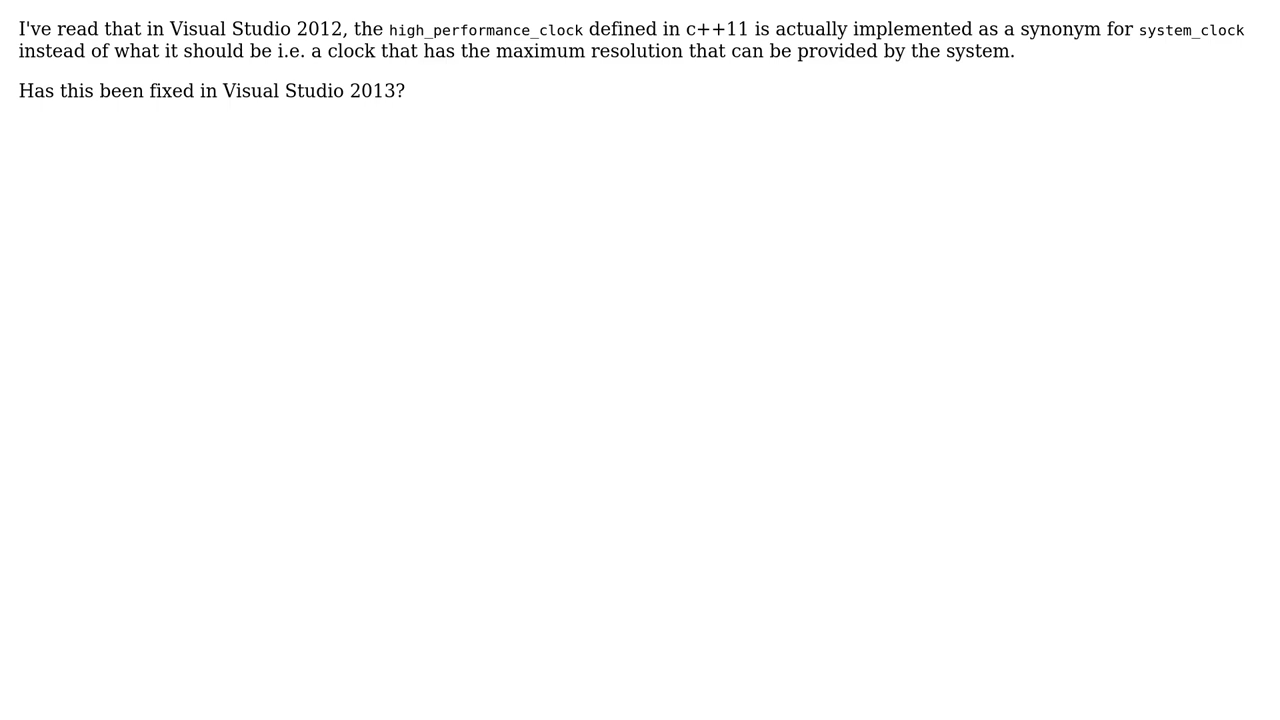 I've read that in Visual Studio 2012, the high_performance_clock defined in c++11 is actually implemented as a synonym for system_clock
instead of what it should be i.e. a clock that has the maximum resolution that can be provided by the system.
Has this been fixed in Visual Studio 2013?